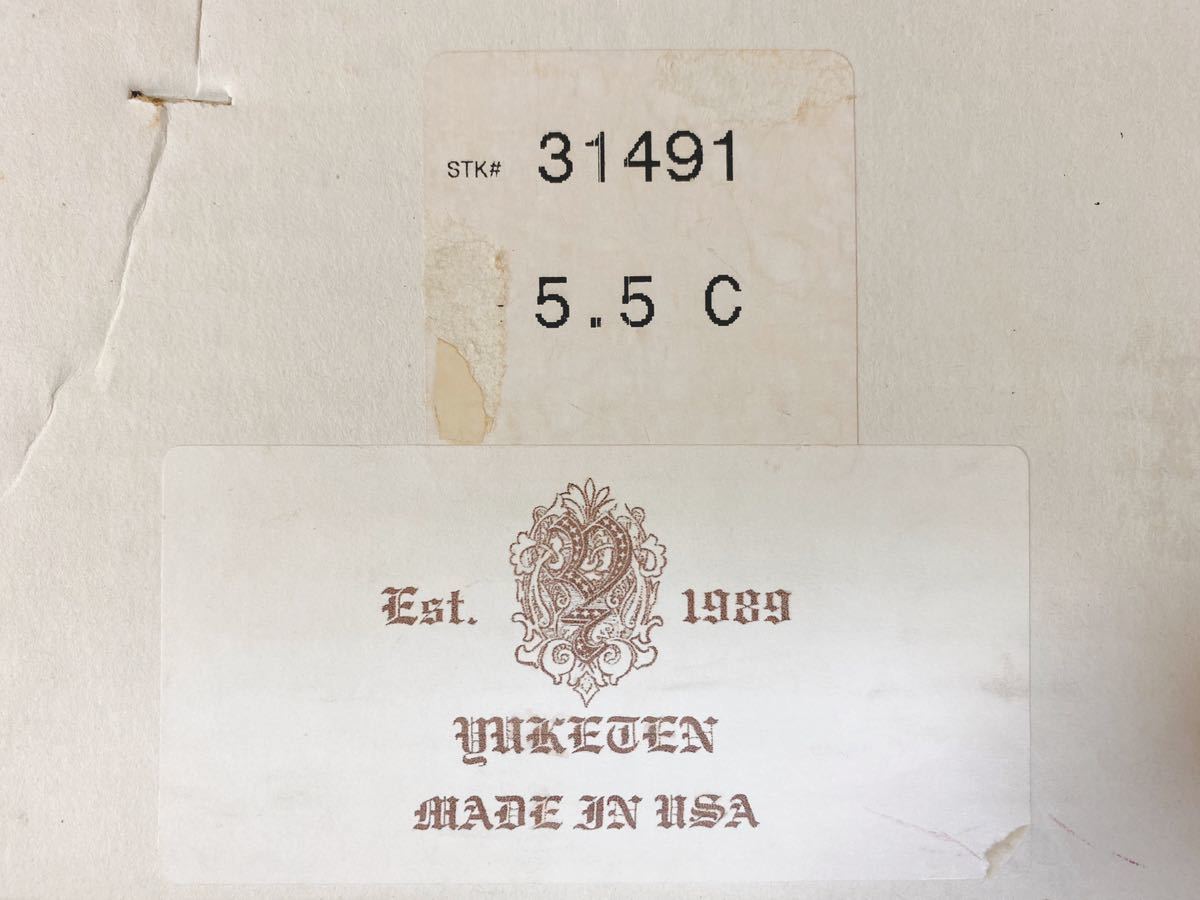 STK# 31491
5.5 C
Est. 1989
YUKETEN
MADE IN USA